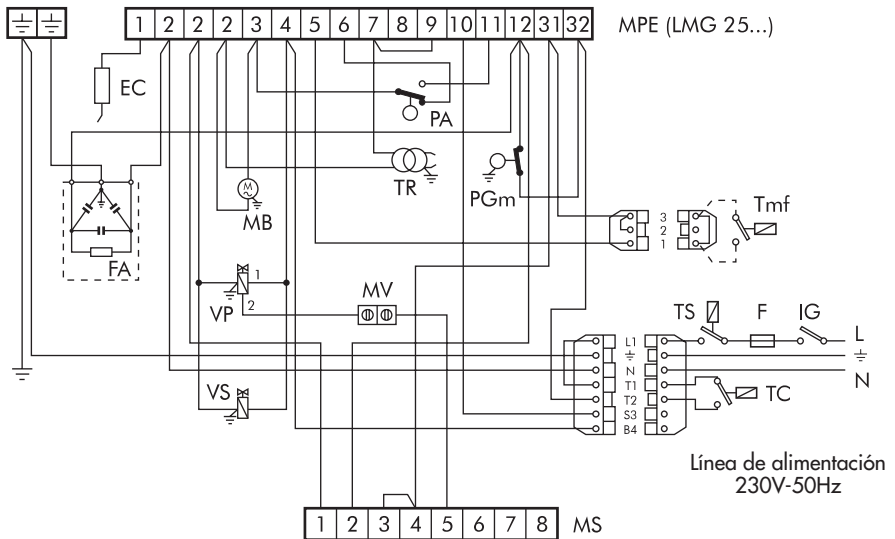 1 2 2 2 3 4 5 6 7 8 9 10 11 12 31 32 MPE (LMG 25...)
EC
PA
TR
PGm
M
MB
FA
3
2
1
Tmf
VP
1
2
MV
VS
TS F IG
L1
N
T1
T2
S3
B4
L
N
TC
Línea de alimentación
230V-50Hz
1 2 3 4 5 6 7 8 MS